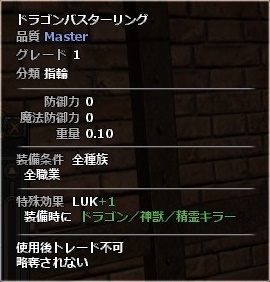 ドラゴンバスターリング
品質 Master
グレード 1
分類 指輪
防御力 0
魔法防御力 0
重量 0.10
装備条件 全種族
全職業
特殊効果 LUK+1
装備時に ドラゴン／神獣／精霊キラー
使用後トレード不可
略奪されない